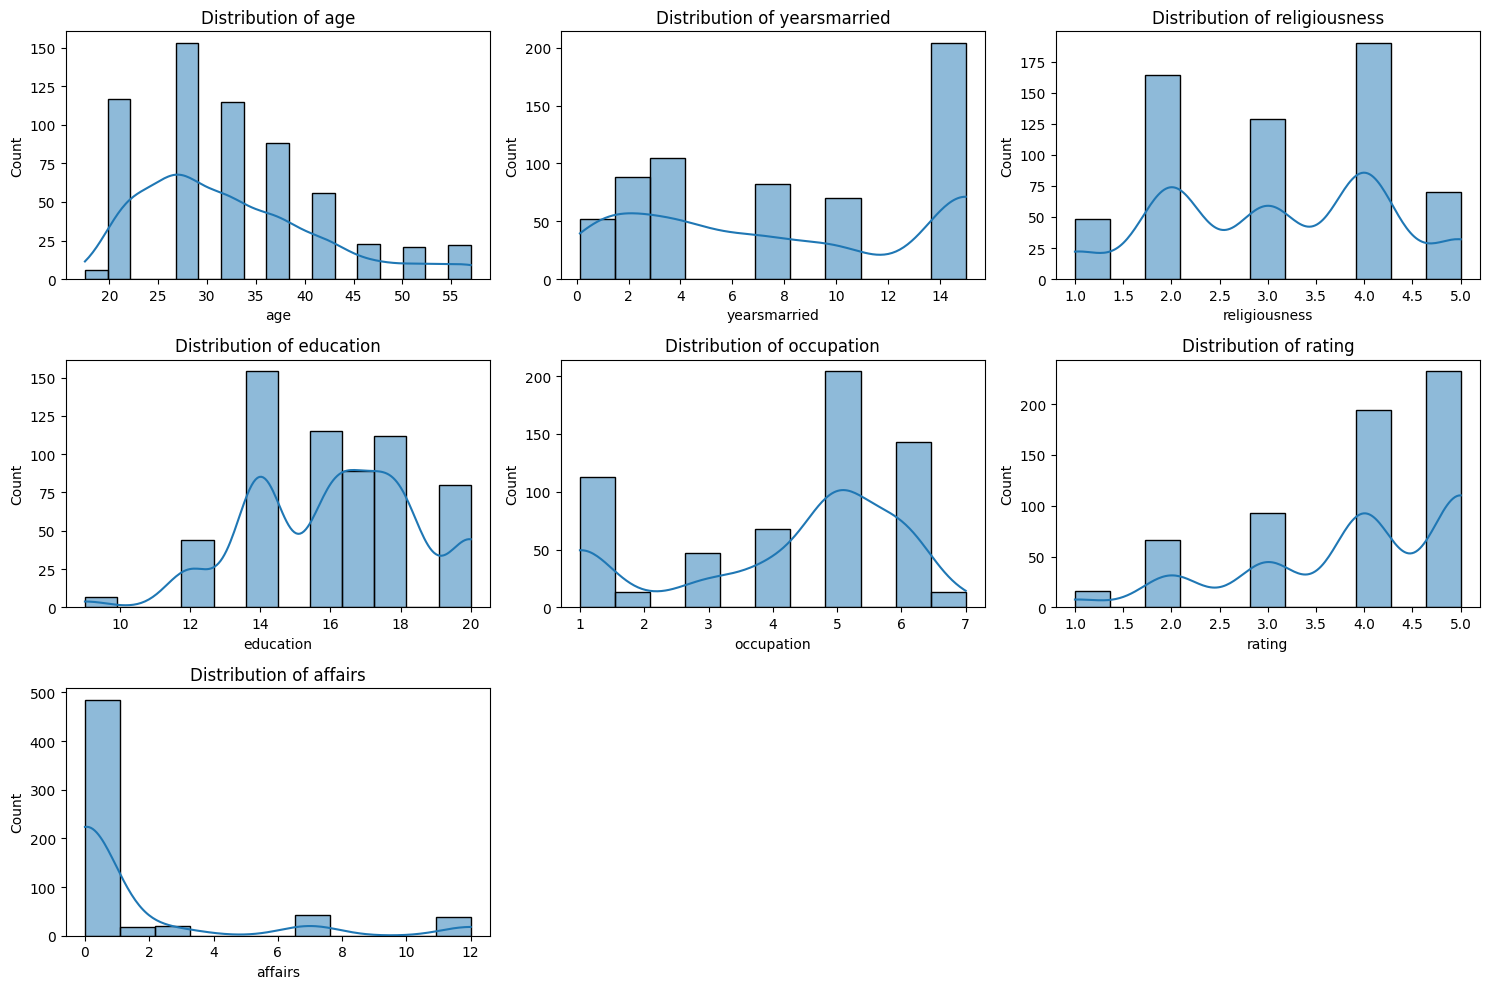 Distribution of age
150
125
100
75
50
25
0
Count
20 25 30 35 40 45 50 55
age
Distribution of yearsmarried
200
150
100
50
0
Count
0 2 4 6 8 10 12 14
yearsmarried
Distribution of religiousness
175
150
125
100
75
50
25
0
Count
1.0 1.5 2.0 2.5 3.0 3.5 4.0 4.5 5.0
religiousness
Distribution of education
150
125
100
75
50
25
0
Count
10 12 14 16 18 20
education
Distribution of occupation
200
150
100
50
0
Count
1 2 3 4 5 6 7
occupation
Distribution of rating
200
150
100
50
0
Count
1.0 1.5 2.0 2.5 3.0 3.5 4.0 4.5 5.0
rating
Distribution of affairs
500
400
300
200
100
0
Count
0 2 4 6 8 10 12
affairs